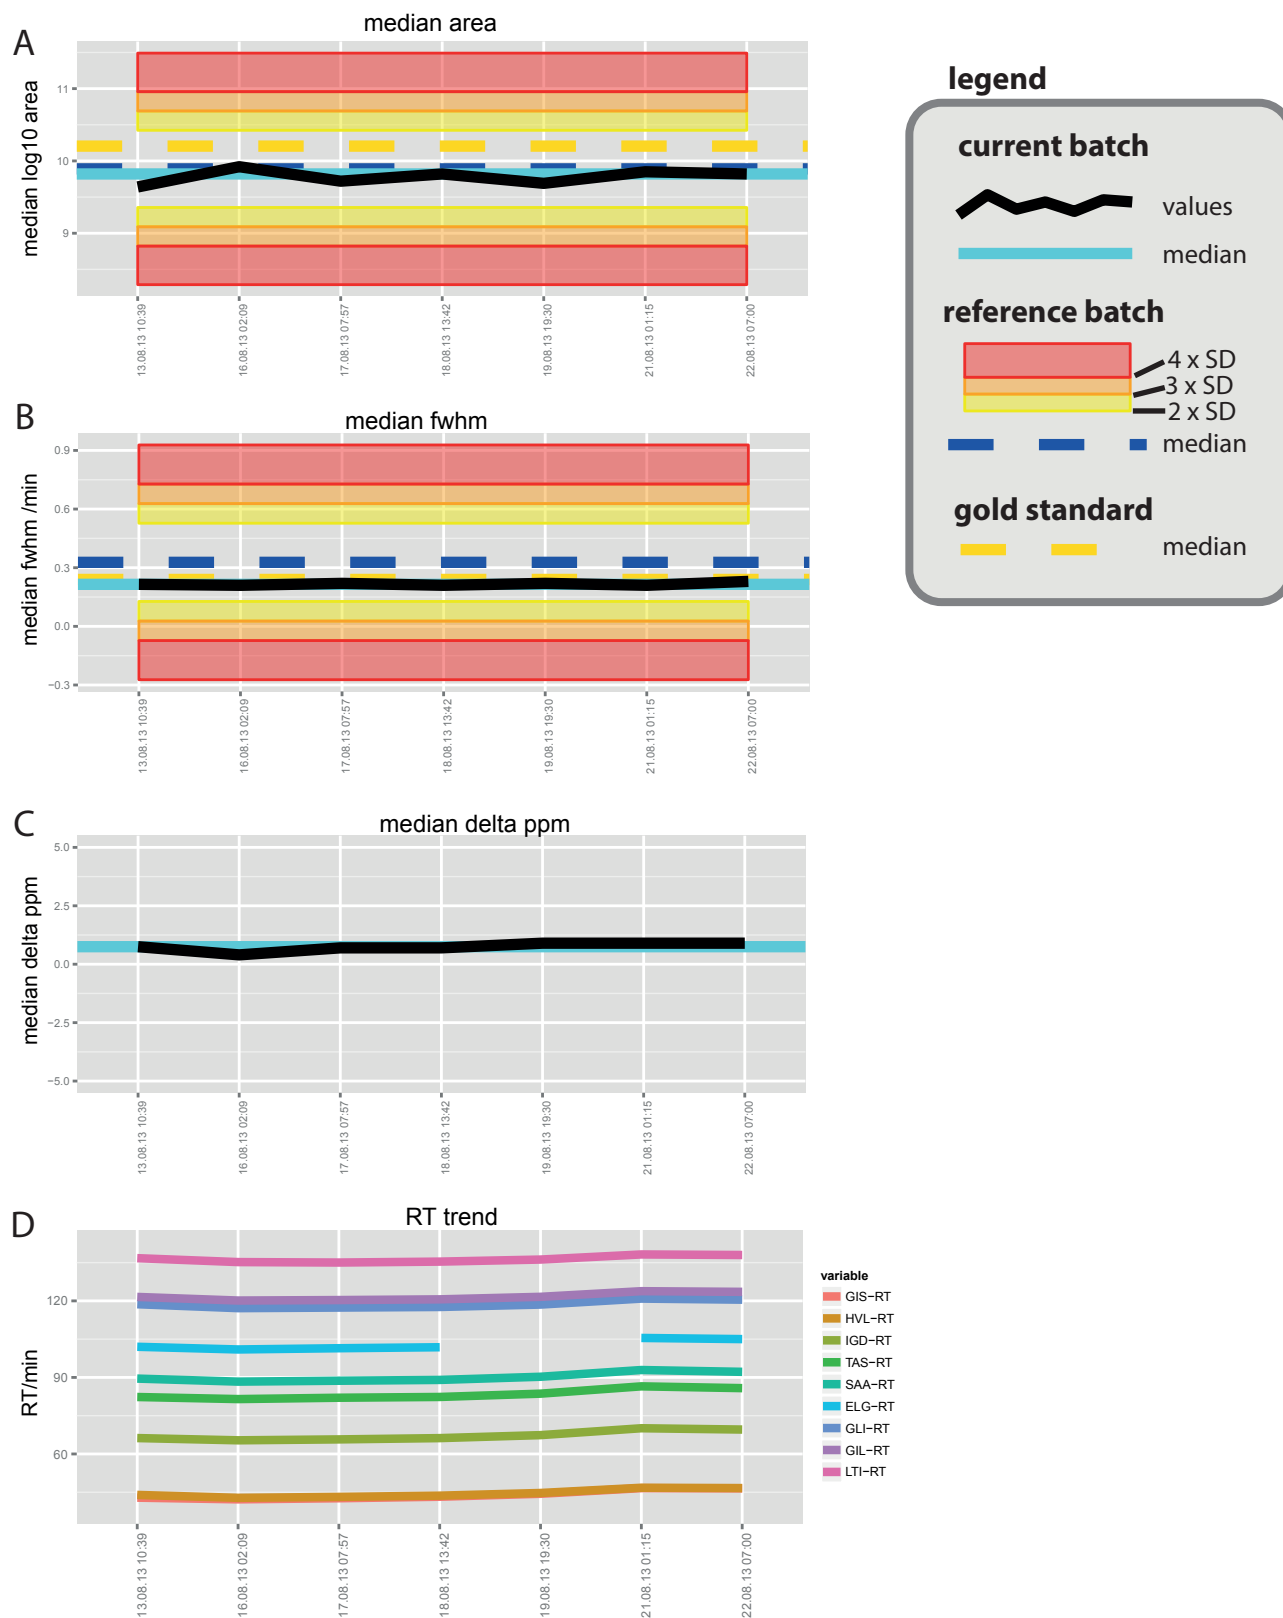 A
median area
median log10 area
11
10
9
13.08.13 10:39
16.08.13 02:09
17.08.13 07:57
18.08.13 13:42
19.08.13 19:30
21.08.13 01:15
22.08.13 07:00
legend
current batch
values
median
reference batch
4 x SD
3 x SD
2 x SD
median
gold standard
median
B
median fwhm
median fwhm /min
0.9
0.6
0.3
0.0
−0.3
13.08.13 10:39
16.08.13 02:09
17.08.13 07:57
18.08.13 13:42
19.08.13 19:30
21.08.13 01:15
22.08.13 07:00
C
median delta ppm
median delta ppm
5.0
2.5
0.0
−2.5
−5.0
13.08.13 10:39
16.08.13 02:09
17.08.13 07:57
18.08.13 13:42
19.08.13 19:30
21.08.13 01:15
22.08.13 07:00
D
RT trend
RT/min
120
90
60
13.08.13 10:39
16.08.13 02:09
17.08.13 07:57
18.08.13 13:42
19.08.13 19:30
21.08.13 01:15
22.08.13 07:00
variable
GIS−RT
HVL−RT
IGD−RT
TAS−RT
SAA−RT
ELG−RT
GLI−RT
GIL−RT
LTI−RT